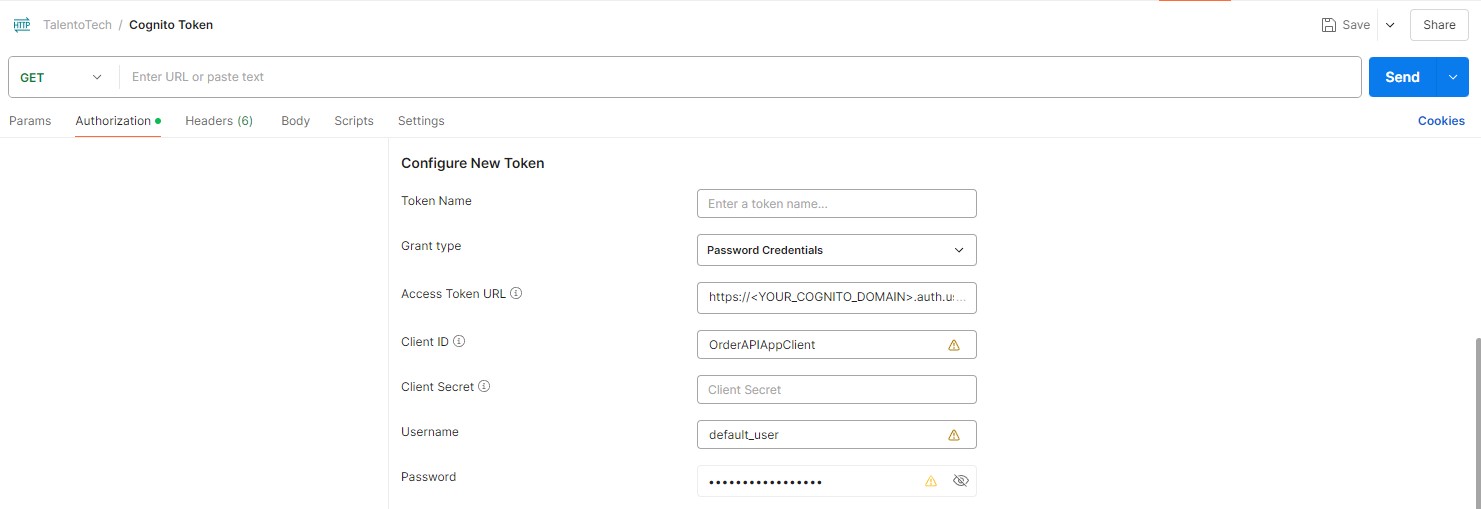 HTTP TalentoTech / Cognito Token Save Share
GET Enter URL or paste text Send
Params Authorization Headers (6) Body Scripts Settings Cookies
Configure New Token
Token Name Enter a token name...
Grant type Password Credentials
Access Token URL https://<YOUR_COGNITO_DOMAIN>.auth.u...
Client ID OrderAPIAppClient
Client Secret Client Secret
Username default_user
Password •••••••••••••••••